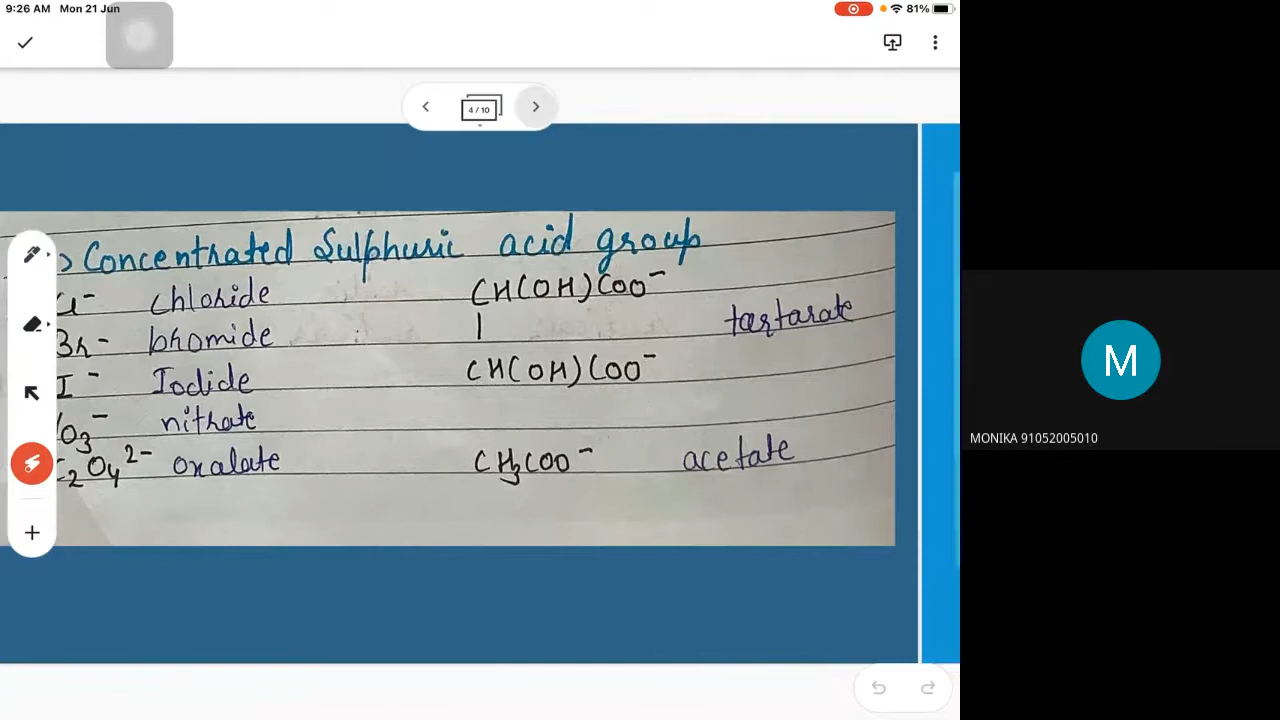 9:26 AM Mon 21 Jun
81%
4 / 10
Concentrated Sulphuric acid group
Cl⁻ chloride CH(OH)COO⁻
|
Br⁻ bromide tartarate
I⁻ Iodide CH(OH)COO⁻
O₃⁻ nitrate
C₂O₄²⁻ oxalate CH₃COO⁻ acetate
M
MONIKA 91052005010